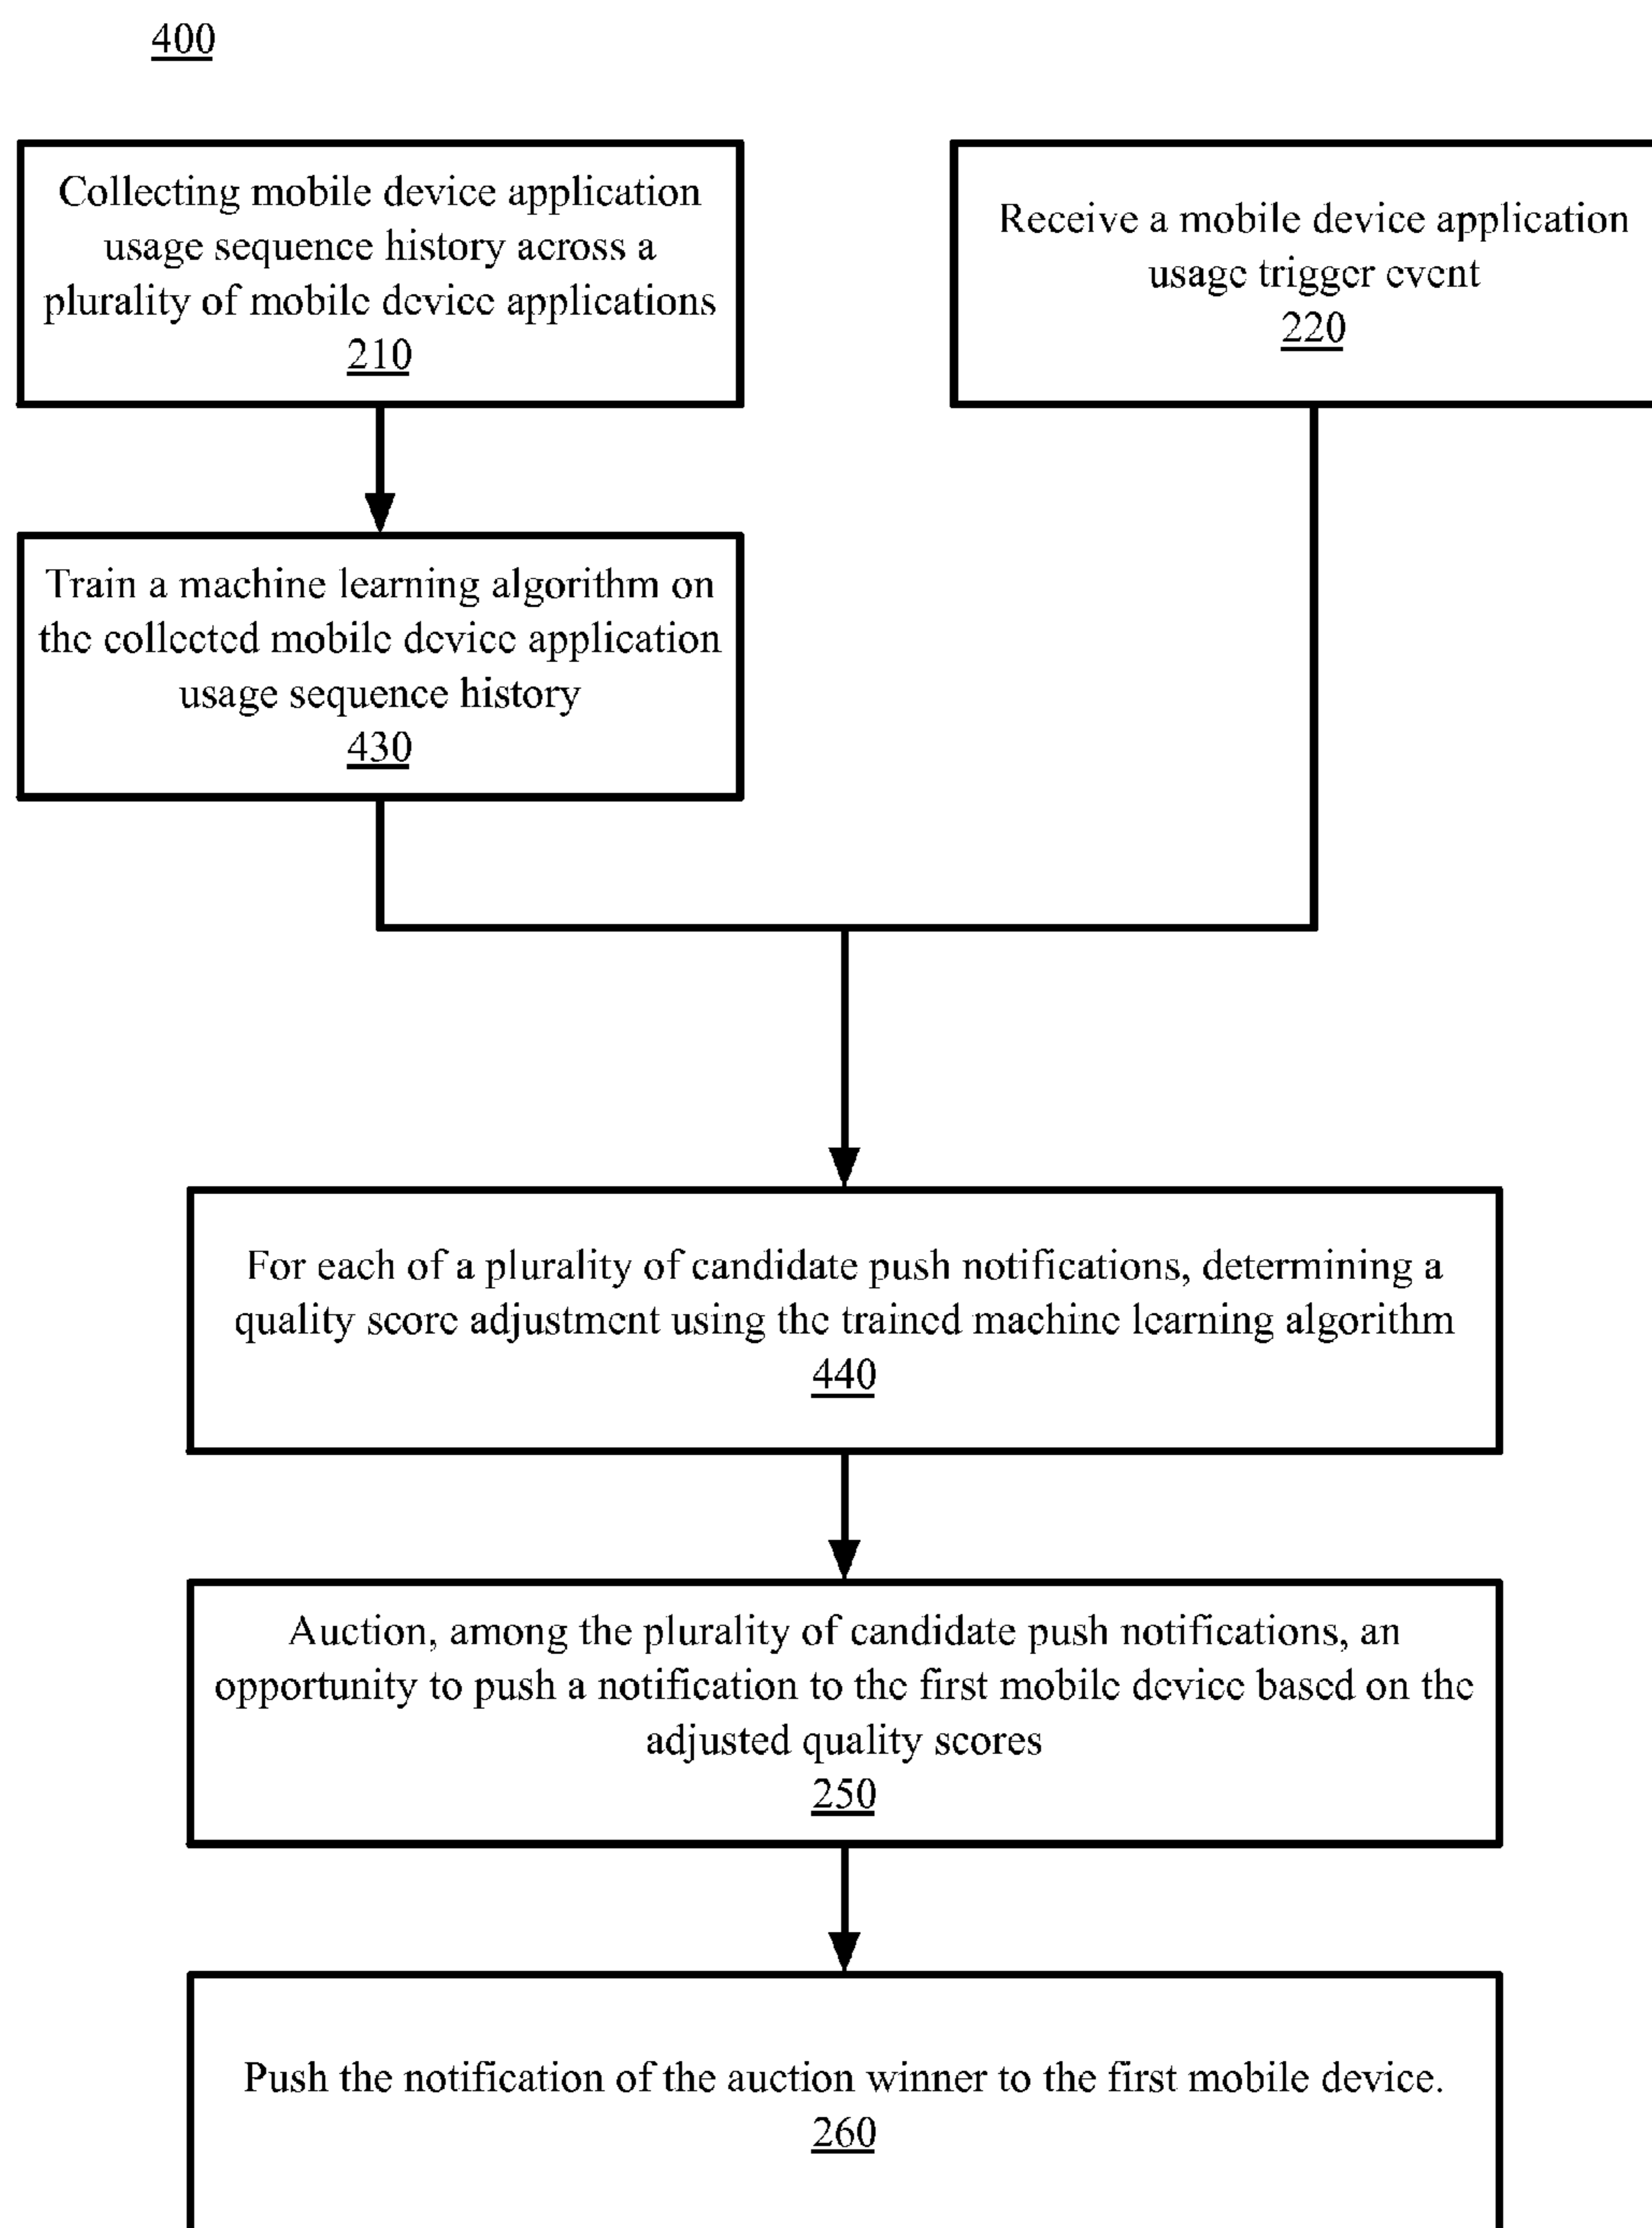 400
Collecting mobile device application
usage sequence history across a
plurality of mobile device applications
210
Receive a mobile device application
usage trigger event
220
Train a machine learning algorithm on
the collected mobile device application
usage sequence history
430
For each of a plurality of candidate push notifications, determining a
quality score adjustment using the trained machine learning algorithm
440
Auction, among the plurality of candidate push notifications, an
opportunity to push a notification to the first mobile device based on the
adjusted quality scores
250
Push the notification of the auction winner to the first mobile device.
260